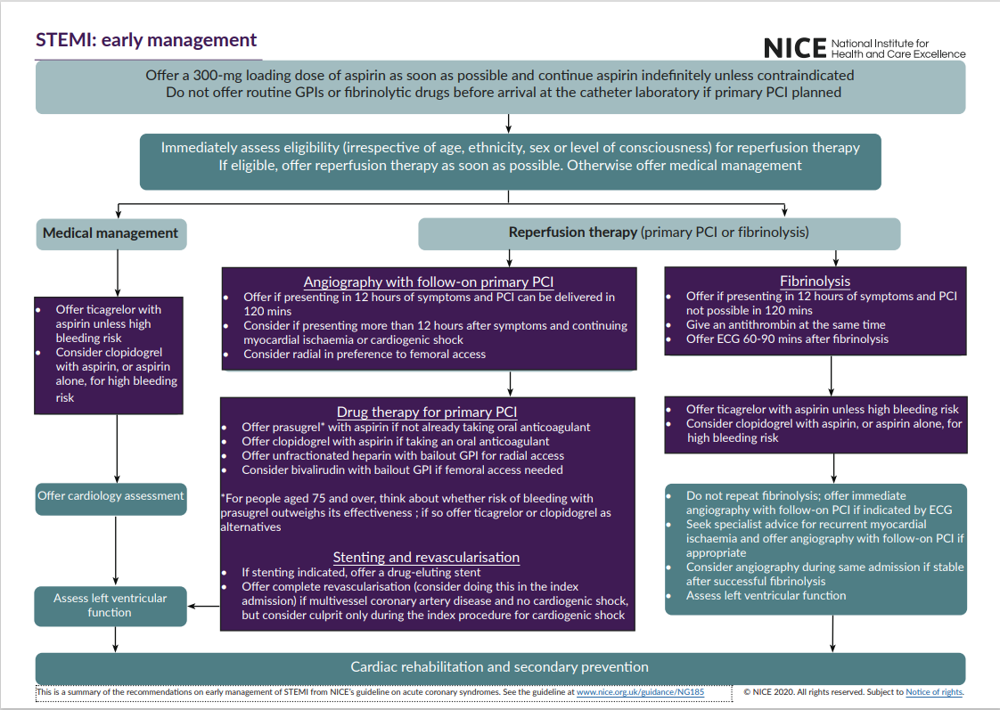 STEMI: early management
NICE National Institute for
Health and Care Excellence
Offer a 300-mg loading dose of aspirin as soon as possible and continue aspirin indefinitely unless contraindicated
Do not offer routine GPIs or fibrinolytic drugs before arrival at the catheter laboratory if primary PCI planned
Immediately assess eligibility (irrespective of age, ethnicity, sex or level of consciousness) for reperfusion therapy
If eligible, offer reperfusion therapy as soon as possible. Otherwise offer medical management
Medical management
Reperfusion therapy (primary PCI or fibrinolysis)
• Offer ticagrelor with
aspirin unless high
bleeding risk
• Consider clopidogrel
with aspirin, or aspirin
alone, for high bleeding
risk
Offer cardiology assessment
Assess left ventricular
function
Angiography with follow-on primary PCI
• Offer if presenting in 12 hours of symptoms and PCI can be delivered in
120 mins
• Consider if presenting more than 12 hours after symptoms and continuing
myocardial ischaemia or cardiogenic shock
• Consider radial in preference to femoral access
Drug therapy for primary PCI
• Offer prasugrel* with aspirin if not already taking oral anticoagulant
• Offer clopidogrel with aspirin if taking an oral anticoagulant
• Offer unfractionated heparin with bailout GPI for radial access
• Consider bivalirudin with bailout GPI if femoral access needed
*For people aged 75 and over, think about whether risk of bleeding with
prasugrel outweighs its effectiveness ; if so offer ticagrelor or clopidogrel as
alternatives
Stenting and revascularisation
• If stenting indicated, offer a drug-eluting stent
• Offer complete revascularisation (consider doing this in the index
admission) if multivessel coronary artery disease and no cardiogenic shock,
but consider culprit only during the index procedure for cardiogenic shock
Fibrinolysis
• Offer if presenting in 12 hours of symptoms and PCI
not possible in 120 mins
• Give an antithrombin at the same time
• Offer ECG 60-90 mins after fibrinolysis
• Offer ticagrelor with aspirin unless high bleeding risk
• Consider clopidogrel with aspirin, or aspirin alone, for
high bleeding risk
• Do not repeat fibrinolysis; offer immediate
angiography with follow-on PCI if indicated by ECG
• Seek specialist advice for recurrent myocardial
ischaemia and offer angiography with follow-on PCI if
appropriate
• Consider angiography during same admission if stable
after successful fibrinolysis
• Assess left ventricular function
Cardiac rehabilitation and secondary prevention
This is a summary of the recommendations on early management of STEMI from NICE's guideline on acute coronary syndromes. See the guideline at www.nice.org.uk/guidance/NG185
© NICE 2020. All rights reserved. Subject to Notice of rights.